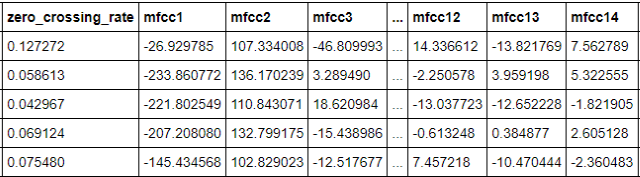 zero_crossing_rate mfcc1 mfcc2 mfcc3 ... mfcc12 mfcc13 mfcc14
0.127272 -26.929785 107.334008 -46.809993 ... 14.336612 -13.821769 7.562789
0.058613 -233.860772 136.170239 3.289490 ... -2.250578 3.959198 5.322555
0.042967 -221.802549 110.843071 18.620984 ... -13.037723 -12.652228 -1.821905
0.069124 -207.208080 132.799175 -15.438986 ... -0.613248 0.384877 2.605128
0.075480 -145.434568 102.829023 -12.517677 ... 7.457218 -10.470444 -2.360483